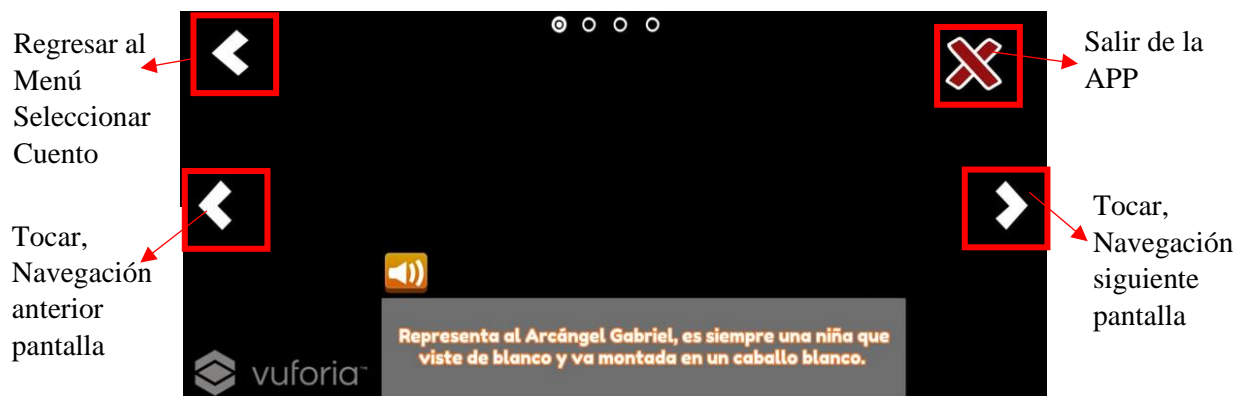 Regresar al
Menú
Seleccionar
Cuento
Salir de la
APP
Tocar,
Navegación
anterior
pantalla
Tocar,
Navegación
siguiente
pantalla
Representa al Arcángel Gabriel, es siempre una niña que
viste de blanco y va montada en un caballo blanco.
vuforia™